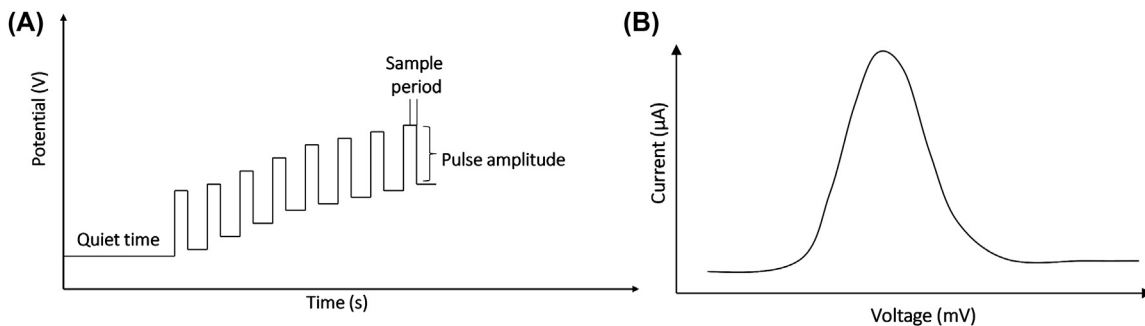 (A)
Potential (V)
Sample
period
Pulse amplitude
Quiet time
Time (s)
(B)
Current (µA)
Voltage (mV)